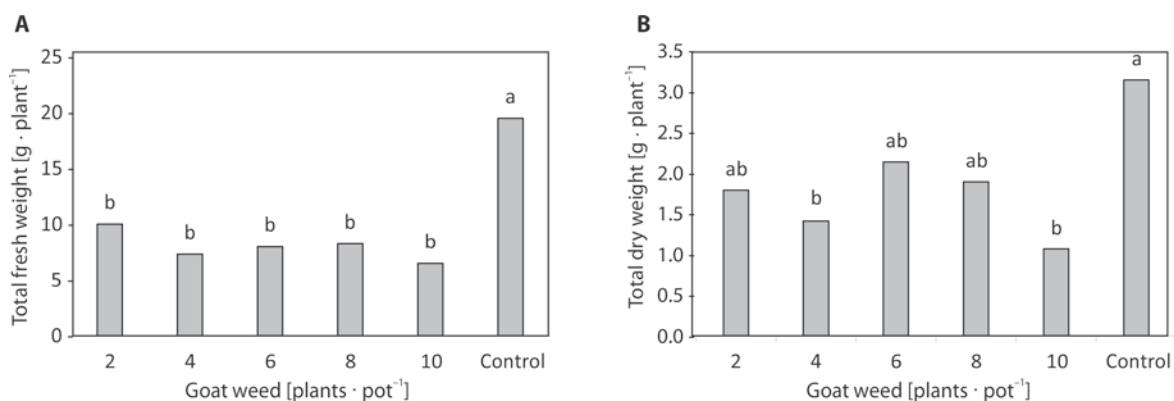 A
Total fresh weight [g · plant⁻¹]
25
20
15
10
5
0
b
b
b
b
b
a
2 4 6 8 10 Control
Goat weed [plants · pot⁻¹]
B
Total dry weight [g · plant⁻¹]
3.5
3.0
2.5
2.0
1.5
1.0
0.5
0.0
ab
b
ab
ab
b
a
2 4 6 8 10 Control
Goat weed [plants · pot⁻¹]